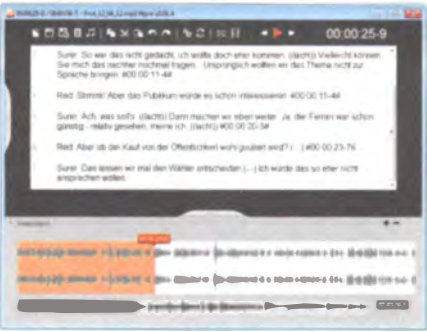 00:00:25-9
Surer: So war das nicht gedacht, ich wollte doch eher kommen. ((lacht)) Vielleicht können
Sie mich das nachher nochmal fragen. Ursprünglich wollten wir das Thema nicht zur
Sprache bringen. #00:00:11-4#
Red: Stimmt! Aber das Publikum würde es schon interessieren! #00:00:11-4#
Surer: Ach, was soll's. ((lacht)) Dann machen wir eben weiter. Ja, der Ferrari war schon
günstig - relativ gesehen, meine ich. ((lacht)) #00:00:20-5#
Red: Aber ob der Kauf von der Öffentlichkeit wohl goutiert wird? (...) #00:00:23-7#
Surer: Das lassen wir mal den Wähler entscheiden (...) Ich würde das so eher nicht
ansprechen wollen.